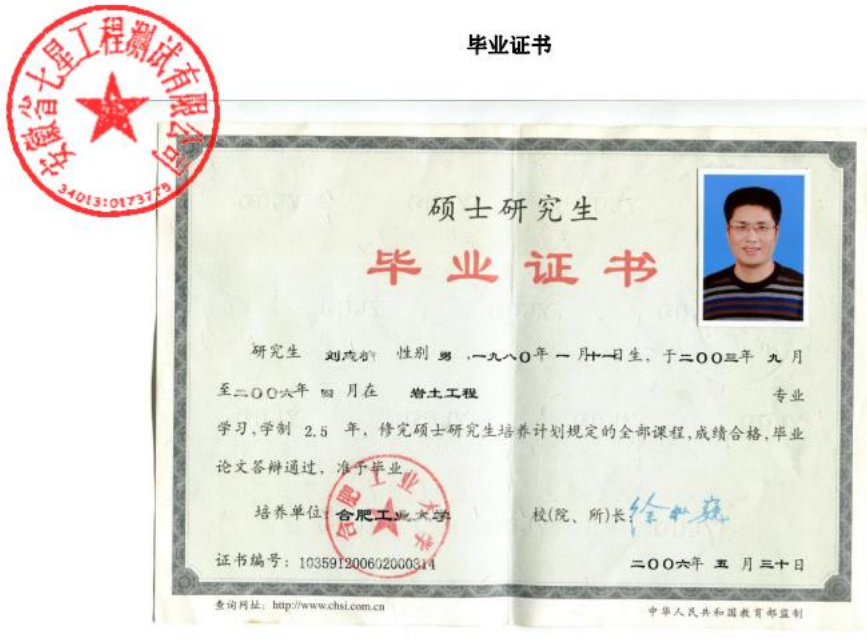 毕业证书
安徽省七星工程测试有限公司
硕士研究生
毕业证书
研究生 刘 性别 男 ,一九八〇年 一 月十一日生, 于二〇〇三年 九 月
至二〇〇六年 四 月在 岩土工程 专业
学习,学制 2.5 年, 修完硕士研究生培养计划规定的全部课程,成绩合格,毕业
论文答辩通过, 准予毕业。
合肥工业大学
培养单位: 合肥工业大学 校(院、所)长:
证书编号: 103591200602000314 二〇〇六年 五 月 三十日
查询网址: http://www.chsi.com.cn 中华人民共和国教育部监制